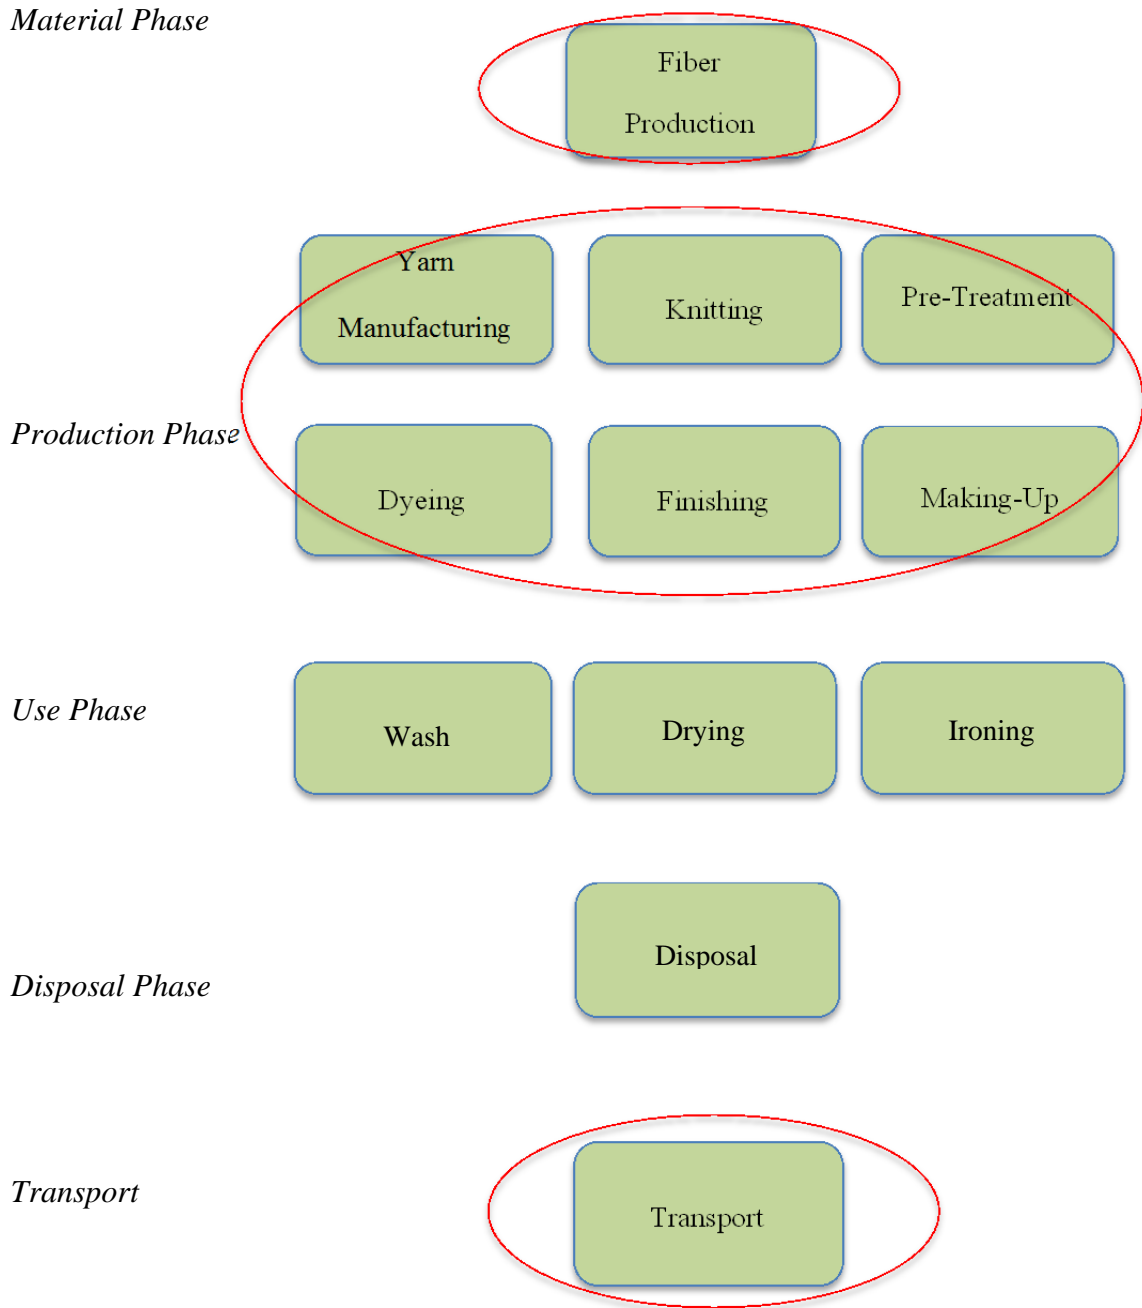 Material Phase
Fiber
Production
Yarn
Manufacturing
Knitting
Pre-Treatment
Production Phase
Dyeing
Finishing
Making-Up
Use Phase
Wash
Drying
Ironing
Disposal
Disposal Phase
Transport
Transport